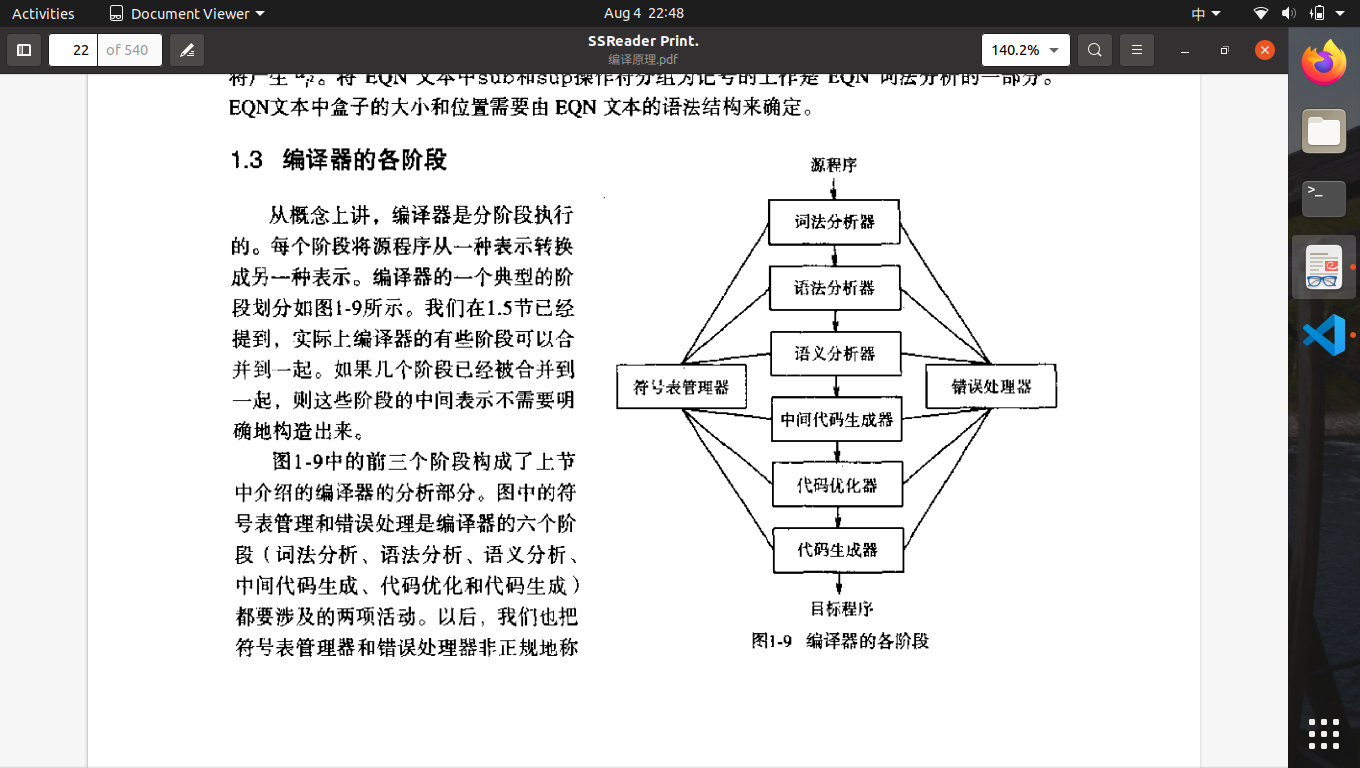 Activities
Document Viewer
Aug 4 22:48
中
22
of 540
SSReader Print.
编译原理.pdf
140.2%
将产生 。将 EQN 文本中sub和sup操作符分组为记号的工作是 EQN 词法分析的一部分。
EQN文本中盒子的大小和位置需要由 EQN 文本的语法结构来确定。
1.3 编译器的各阶段
从概念上讲，编译器是分阶段执行
的。每个阶段将源程序从一种表示转换
成另一种表示。编译器的一个典型的阶
段划分如图1-9所示。我们在1.5节已经
提到，实际上编译器的有些阶段可以合
并到一起。如果几个阶段已经被合并到
一起，则这些阶段的中间表示不需要明
确地构造出来。
图1-9中的前三个阶段构成了上节
中介绍的编译器的分析部分。图中的符
号表管理和错误处理是编译器的六个阶
段（词法分析、语法分析、语义分析、
中间代码生成、代码优化和代码生成）
都要涉及的两项活动。以后，我们也把
符号表管理器和错误处理器非正规地称
源程序
词法分析器
语法分析器
语义分析器
符号表管理器
错误处理器
中间代码生成器
代码优化器
代码生成器
目标程序
图1-9 编译器的各阶段